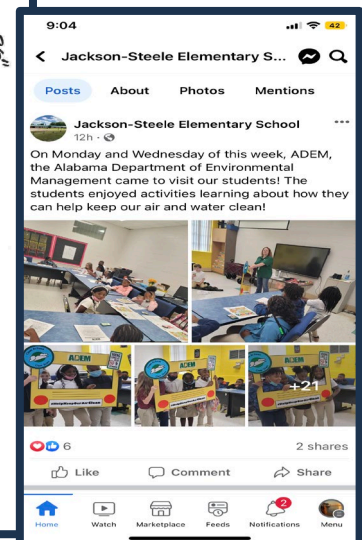 9:04
42
Jackson-Steele Elementary S...
Posts About Photos Mentions
Jackson-Steele Elementary School
12h ·
On Monday and Wednesday of this week, ADEM,
the Alabama Department of Environmental
Management came to visit our students! The
students enjoyed activities learning about how they
can help keep our air and water clean!
ADEM ADEM ADEM
+21
6 2 shares
Like Comment Share
2
Home Watch Marketplace Feeds Notifications Menu